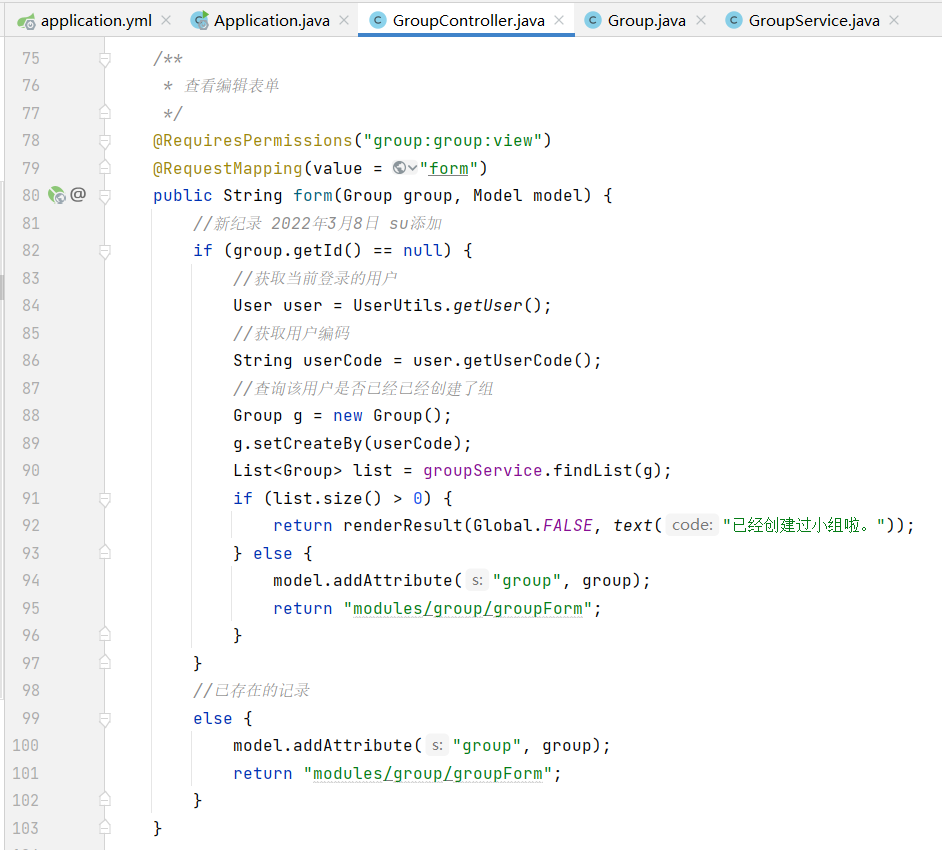 application.yml × Application.java × GroupController.java × Group.java × GroupService.java ×
75 /**
76 * 查看编辑表单
77 */
78 @RequiresPermissions("group:group:view")
79 @RequestMapping(value = "form")
80 @ public String form(Group group, Model model) {
81 //新纪录 2022年3月8日 su添加
82 if (group.getId() == null) {
83 //获取当前登录的用户
84 User user = UserUtils.getUser();
85 //获取用户编码
86 String userCode = user.getUserCode();
87 //查询该用户是否已经已经创建了组
88 Group g = new Group();
89 g.setCreateBy(userCode);
90 List<Group> list = groupService.findList(g);
91 if (list.size() > 0) {
92 return renderResult(Global.FALSE, text( code: "已经创建过小组啦。"));
93 } else {
94 model.addAttribute( s: "group", group);
95 return "modules/group/groupForm";
96 }
97 }
98 //已存在的记录
99 else {
100 model.addAttribute( s: "group", group);
101 return "modules/group/groupForm";
102 }
103 }